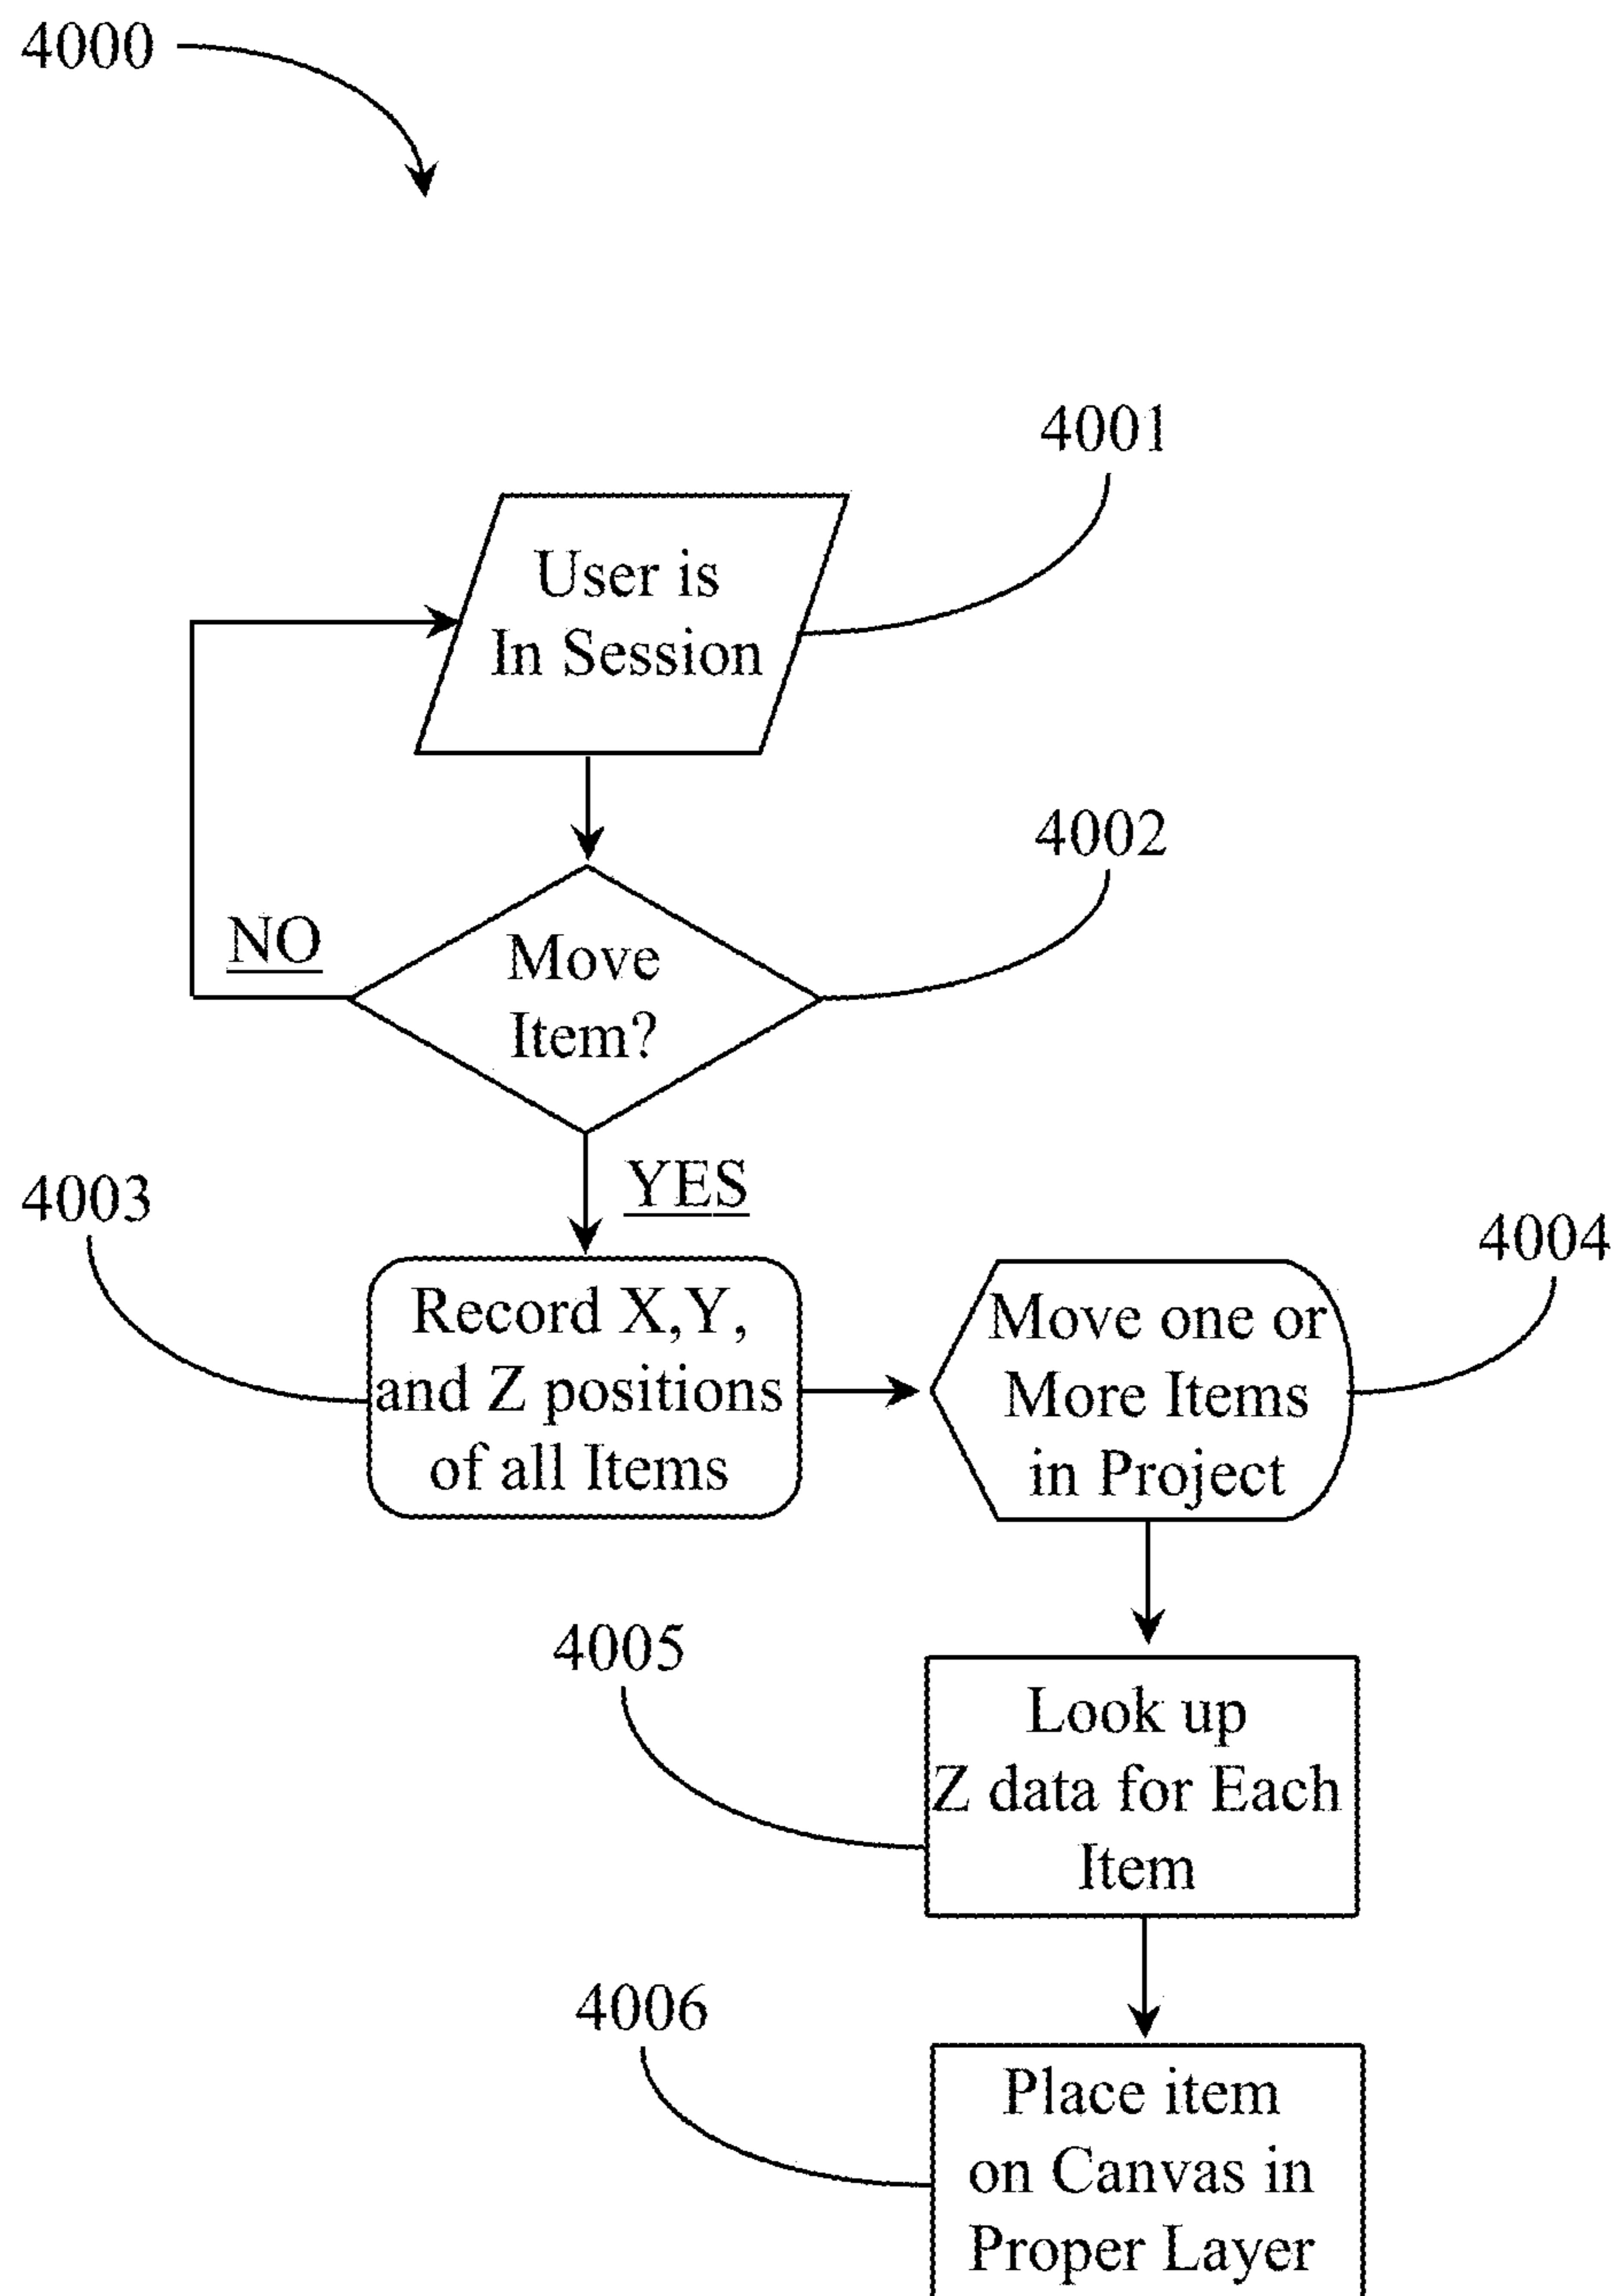 4000
4001
User is
In Session
4002
NO
Move
Item?
YES
4003
4004
Record X,Y,
and Z positions
of all Items
Move one or
More Items
in Project
4005
Look up
Z data for Each
Item
4006
Place item
on Canvas in
Proper Layer